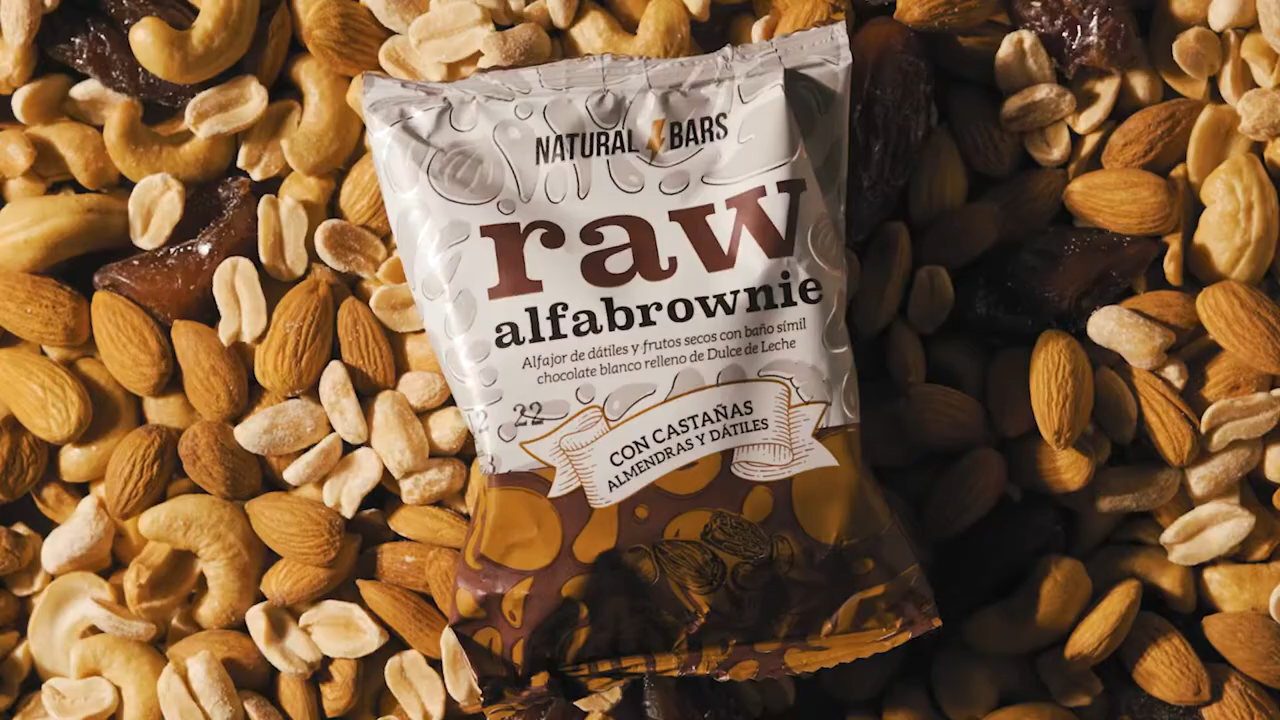 NATURAL BARS
raw
alfabrownie
Alfajor de dátiles y frutos secos con baño símil
chocolate blanco relleno de Dulce de Leche
22
CON CASTAÑAS
ALMENDRAS Y DÁTILES